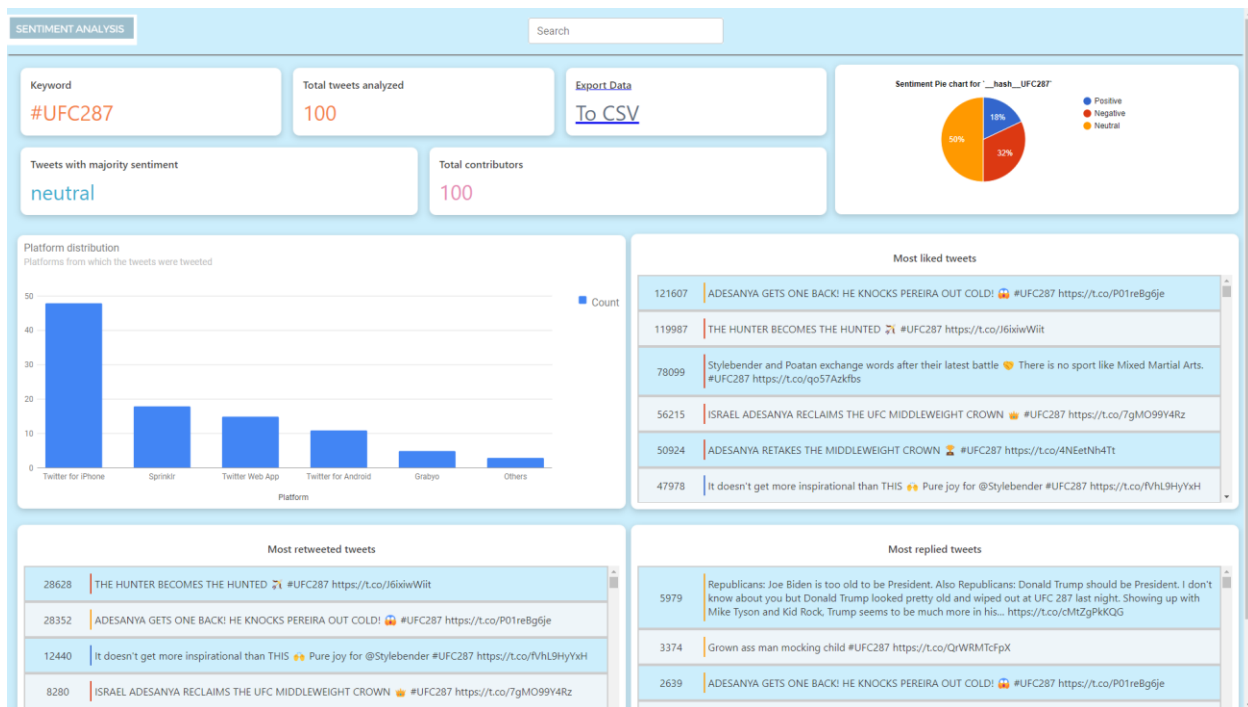 SENTIMENT ANALYSIS
Search
Keyword
#UFC287
Total tweets analyzed
100
Export Data
To CSV
Tweets with majority sentiment
neutral
Total contributors
100
Sentiment Pie chart for `__hash__UFC287`
Positive
Negative
Neutral
18%
50%
32%
Platform distribution
Platforms from which the tweets were tweeted
50
40
30
20
10
0
Count
Twitter for iPhone Sprinklr Twitter Web App Twitter for Android Grabyo Others
Platform
Most liked tweets
121607 ADESANYA GETS ONE BACK! HE KNOCKS PEREIRA OUT COLD! 😱 #UFC287 https://t.co/P01reBg6je
119987 THE HUNTER BECOMES THE HUNTED 🏹 #UFC287 https://t.co/J6ixiwWiit
78099 Stylebender and Poatan exchange words after their latest battle 🤜 There is no sport like Mixed Martial Arts.
#UFC287 https://t.co/qo57Azkfbs
56215 ISRAEL ADESANYA RECLAIMS THE UFC MIDDLEWEIGHT CROWN 👑 #UFC287 https://t.co/7gMO99Y4Rz
50924 ADESANYA RETAKES THE MIDDLEWEIGHT CROWN 🏆 #UFC287 https://t.co/4NEetNh4Tt
47978 It doesn't get more inspirational than THIS 🙌 Pure joy for @Stylebender #UFC287 https://t.co/fVhL9HyYxH
Most retweeted tweets
28628 THE HUNTER BECOMES THE HUNTED 🏹 #UFC287 https://t.co/J6ixiwWiit
28352 ADESANYA GETS ONE BACK! HE KNOCKS PEREIRA OUT COLD! 😱 #UFC287 https://t.co/P01reBg6je
12440 It doesn't get more inspirational than THIS 🙌 Pure joy for @Stylebender #UFC287 https://t.co/fVhL9HyYxH
8280 ISRAEL ADESANYA RECLAIMS THE UFC MIDDLEWEIGHT CROWN 👑 #UFC287 https://t.co/7gMO99Y4Rz
Most replied tweets
5979 Republicans: Joe Biden is too old to be President. Also Republicans: Donald Trump should be President. I don't
know about you but Donald Trump looked pretty old and wiped out at UFC 287 last night. Showing up with
Mike Tyson and Kid Rock, Trump seems to be much more in his... https://t.co/cMtZgPkKQG
3374 Grown ass man mocking child #UFC287 https://t.co/QrWRMTcFpX
2639 ADESANYA GETS ONE BACK! HE KNOCKS PEREIRA OUT COLD! 😱 #UFC287 https://t.co/P01reBg6je